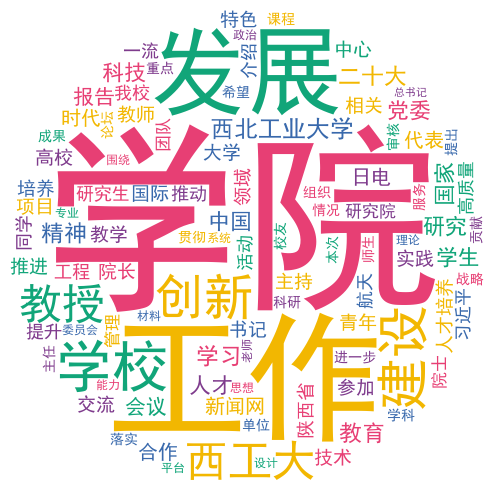 特色
课程
政治
发展
一流
介绍
中心
科技
重点
希望
二十大
总书记
报告
我校
相关
党委
时代
教师
论坛
团队
西北工业大学
代表
审核
提出
成果
高校
围绕
大学
学院
日电
国家
高质量
培养
研究生
国际
推动
领域
组织
服务
项目
专业
情况
研究院
贡献
同学
精神
教学
中国
贯彻
系统
活动
校友
本次
师生
实践
理论
研究
学生
推进
工程
院长
创新
主持
科研
航天
战略
教授
材料
书记
工作
青年
建设
人才培养
习近平
提升
委员会
管理
学校
学习
老师
进一步
院士
主任
能力
思想
人才
参加
交流
会议
新闻网
陕西省
单位
学科
落实
合作
西工大
教育
技术
平台
设计